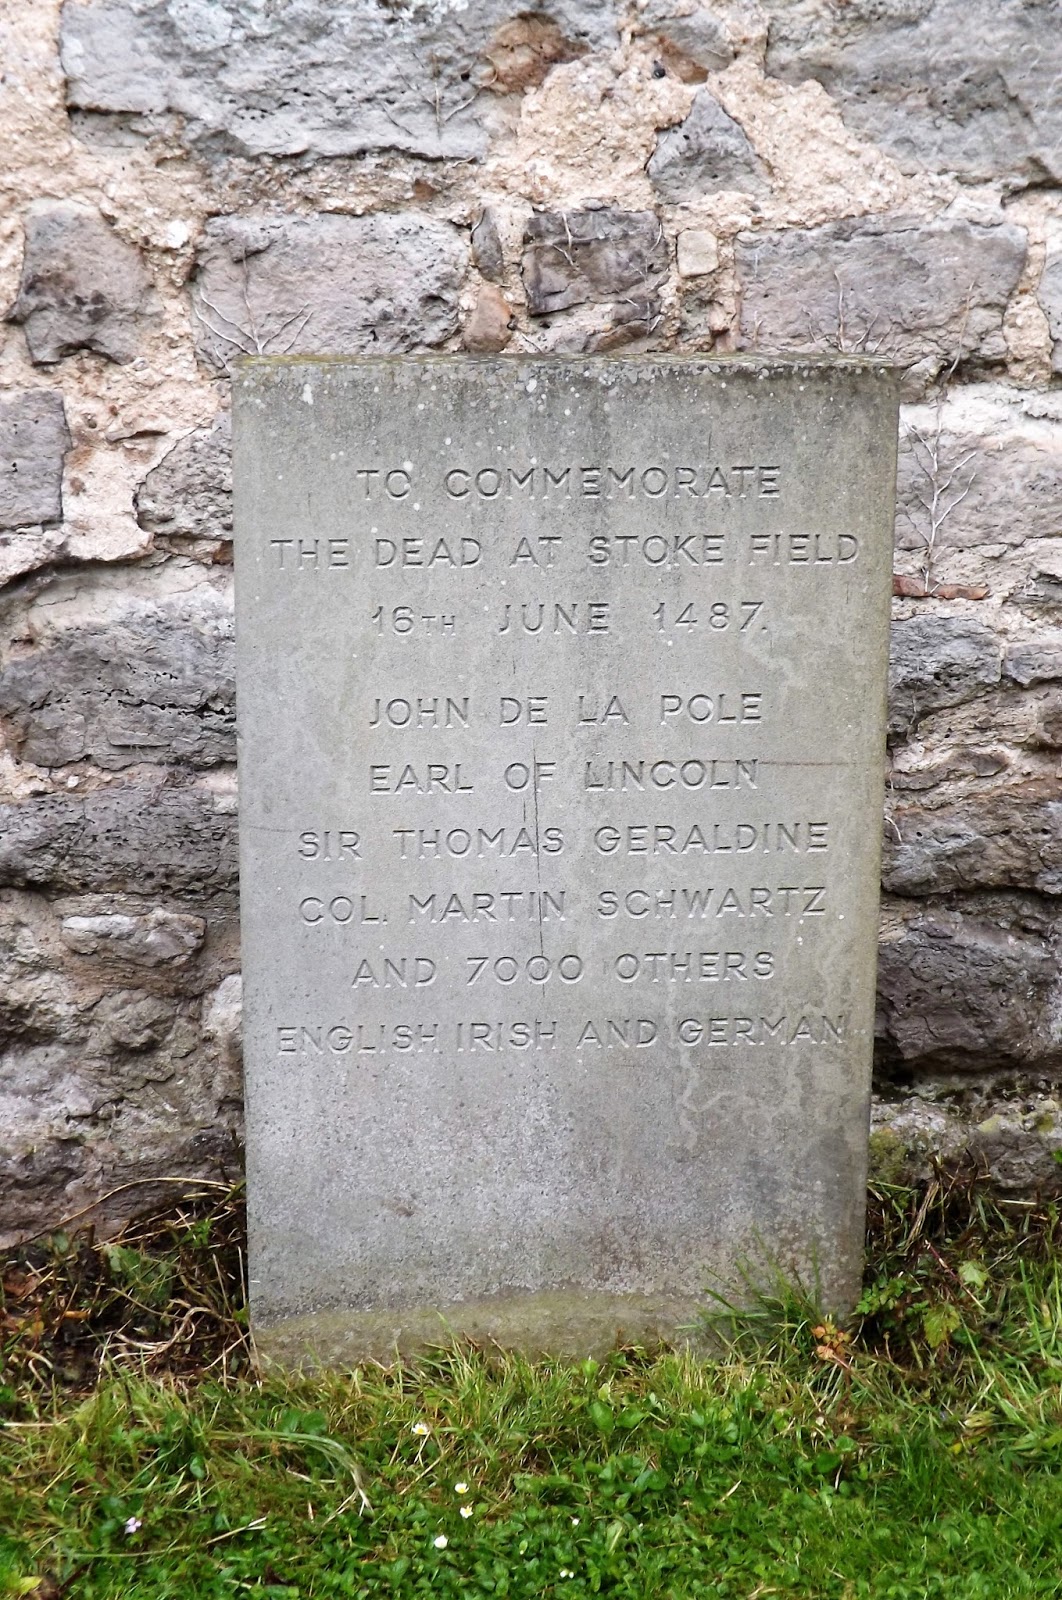 TO COMMEMORATE
THE DEAD AT STOKE FIELD
16TH JUNE 1487.
JOHN DE LA POLE
EARL OF LINCOLN
SIR THOMAS GERALDINE
COL. MARTIN SCHWARTZ.
AND 7000 OTHERS
ENGLISH. IRISH AND GERMAN.